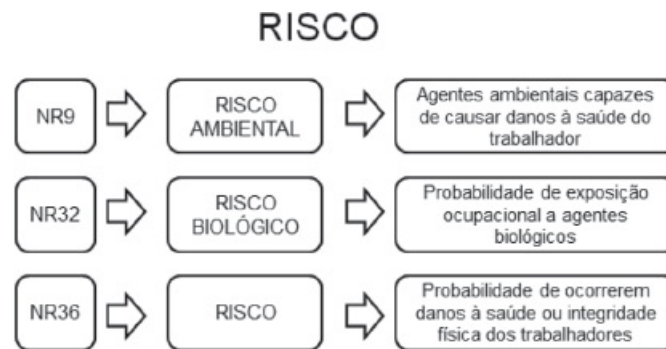 RISCO
NR9
RISCO
AMBIENTAL
Agentes ambientais capazes
de causar danos à saúde do
trabalhador
NR32
RISCO
BIOLÓGICO
Probabilidade de exposição
ocupacional a agentes
biológicos
NR36
RISCO
Probabilidade de ocorrerem
danos à saúde ou integridade
física dos trabalhadores